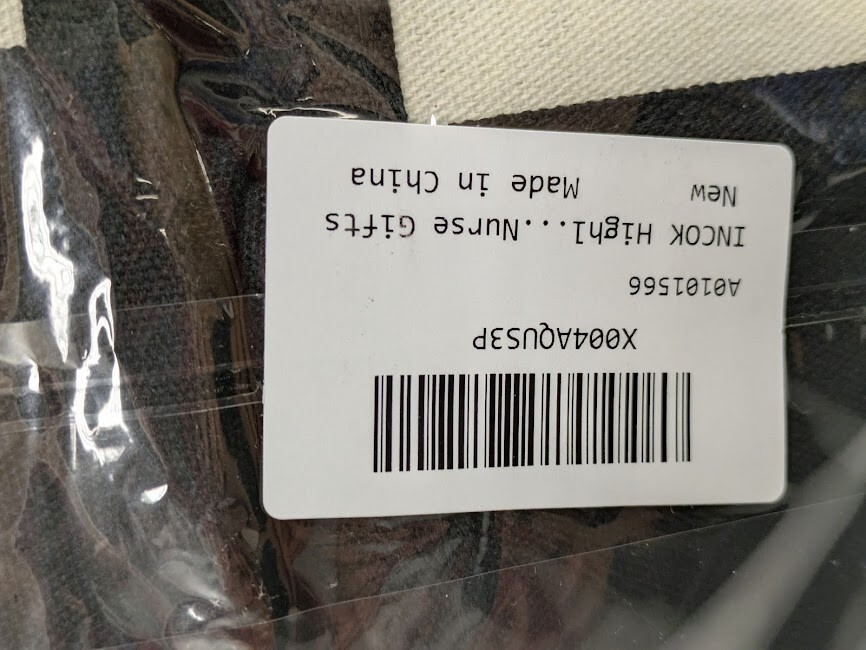 X004AQUS3P
A0101566
INCOK Highl...Nurse Gifts
New Made in China